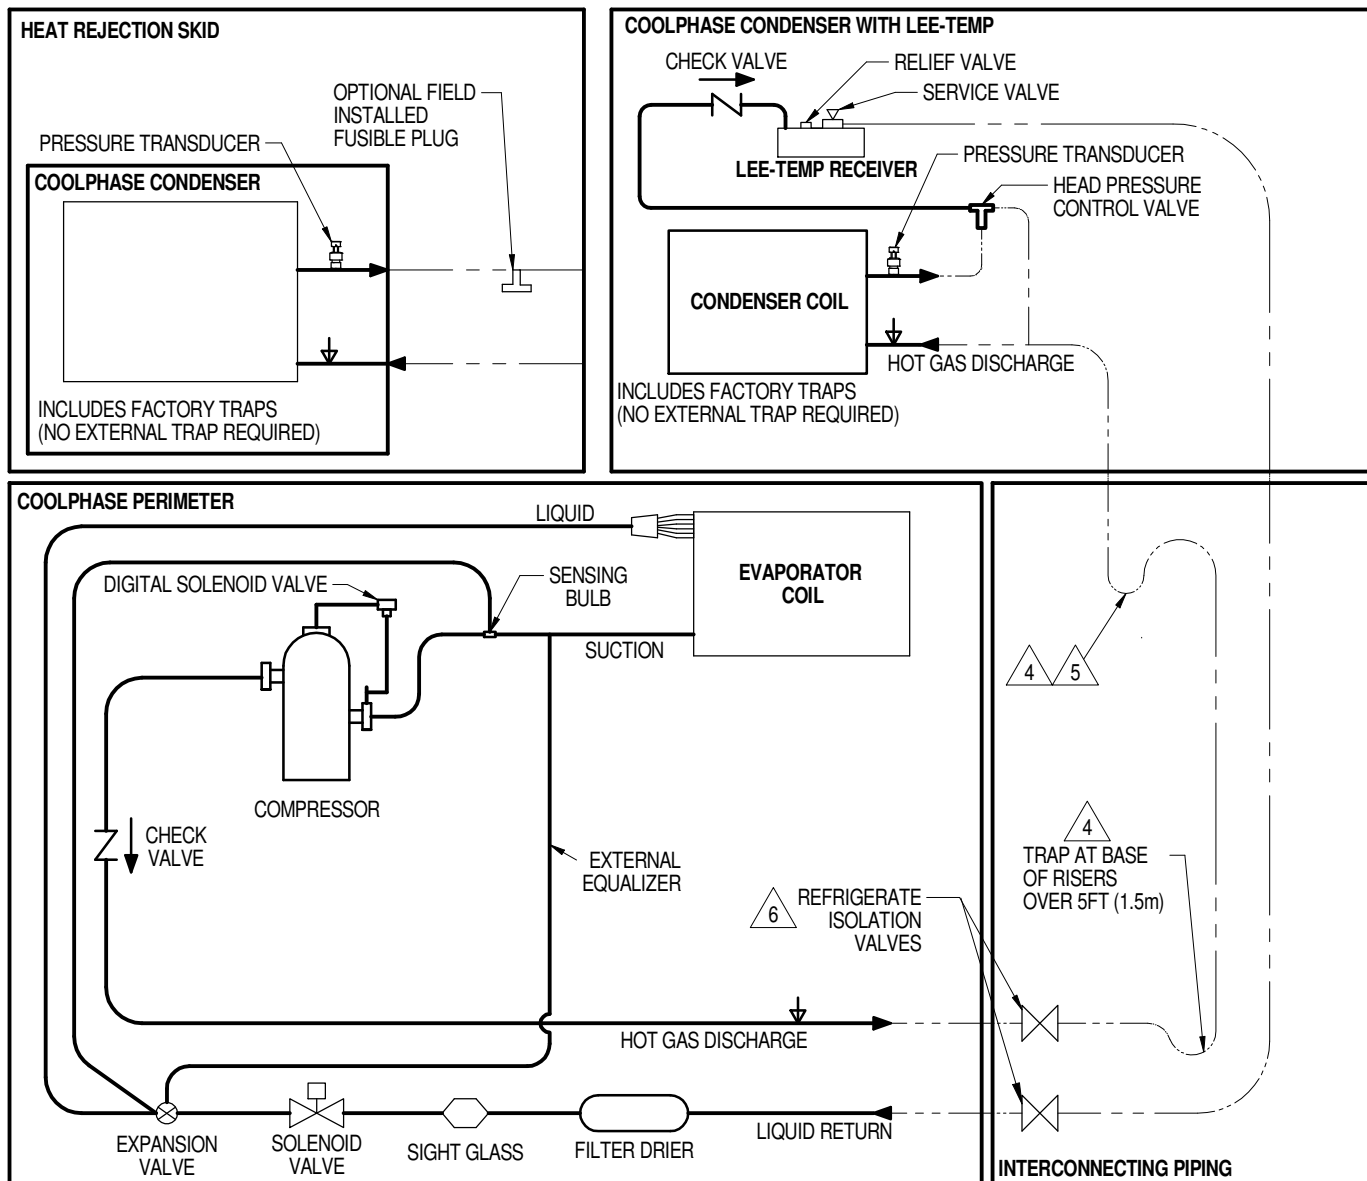 HEAT REJECTION SKID
OPTIONAL FIELD
INSTALLED
FUSIBLE PLUG
PRESSURE TRANSDUCER
COOLPHASE CONDENSER
INCLUDES FACTORY TRAPS
(NO EXTERNAL TRAP REQUIRED)
COOLPHASE CONDENSER WITH LEE-TEMP
CHECK VALVE
RELIEF VALVE
SERVICE VALVE
LEE-TEMP RECEIVER
PRESSURE TRANSDUCER
HEAD PRESSURE
CONTROL VALVE
CONDENSER COIL
HOT GAS DISCHARGE
INCLUDES FACTORY TRAPS
(NO EXTERNAL TRAP REQUIRED)
COOLPHASE PERIMETER
LIQUID
DIGITAL SOLENOID VALVE
SENSING
BULB
EVAPORATOR
COIL
SUCTION
COMPRESSOR
CHECK
VALVE
EXTERNAL
EQUALIZER
6
REFRIGERATE
ISOLATION
VALVES
HOT GAS DISCHARGE
EXPANSION
VALVE
SOLENOID
VALVE
SIGHT GLASS
FILTER DRIER
LIQUID RETURN
4
5
4
TRAP AT BASE
OF RISERS
OVER 5FT (1.5m)
INTERCONNECTING PIPING